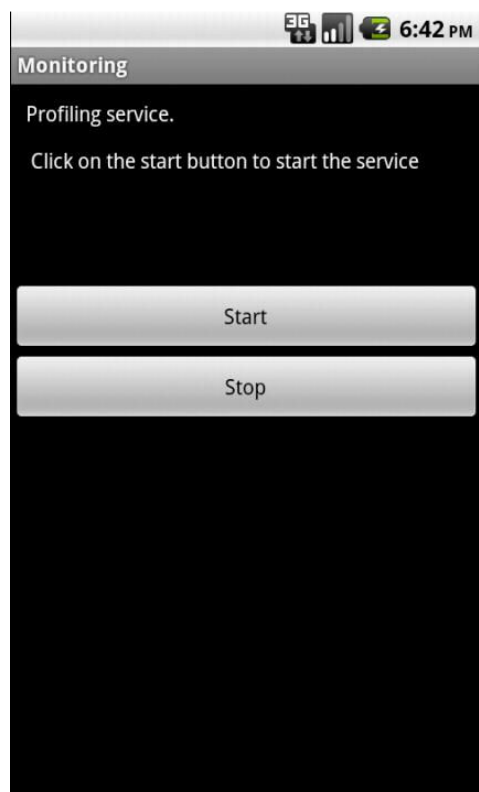 3G 6:42 PM
Monitoring
Profiling service.
Click on the start button to start the service
Start
Stop